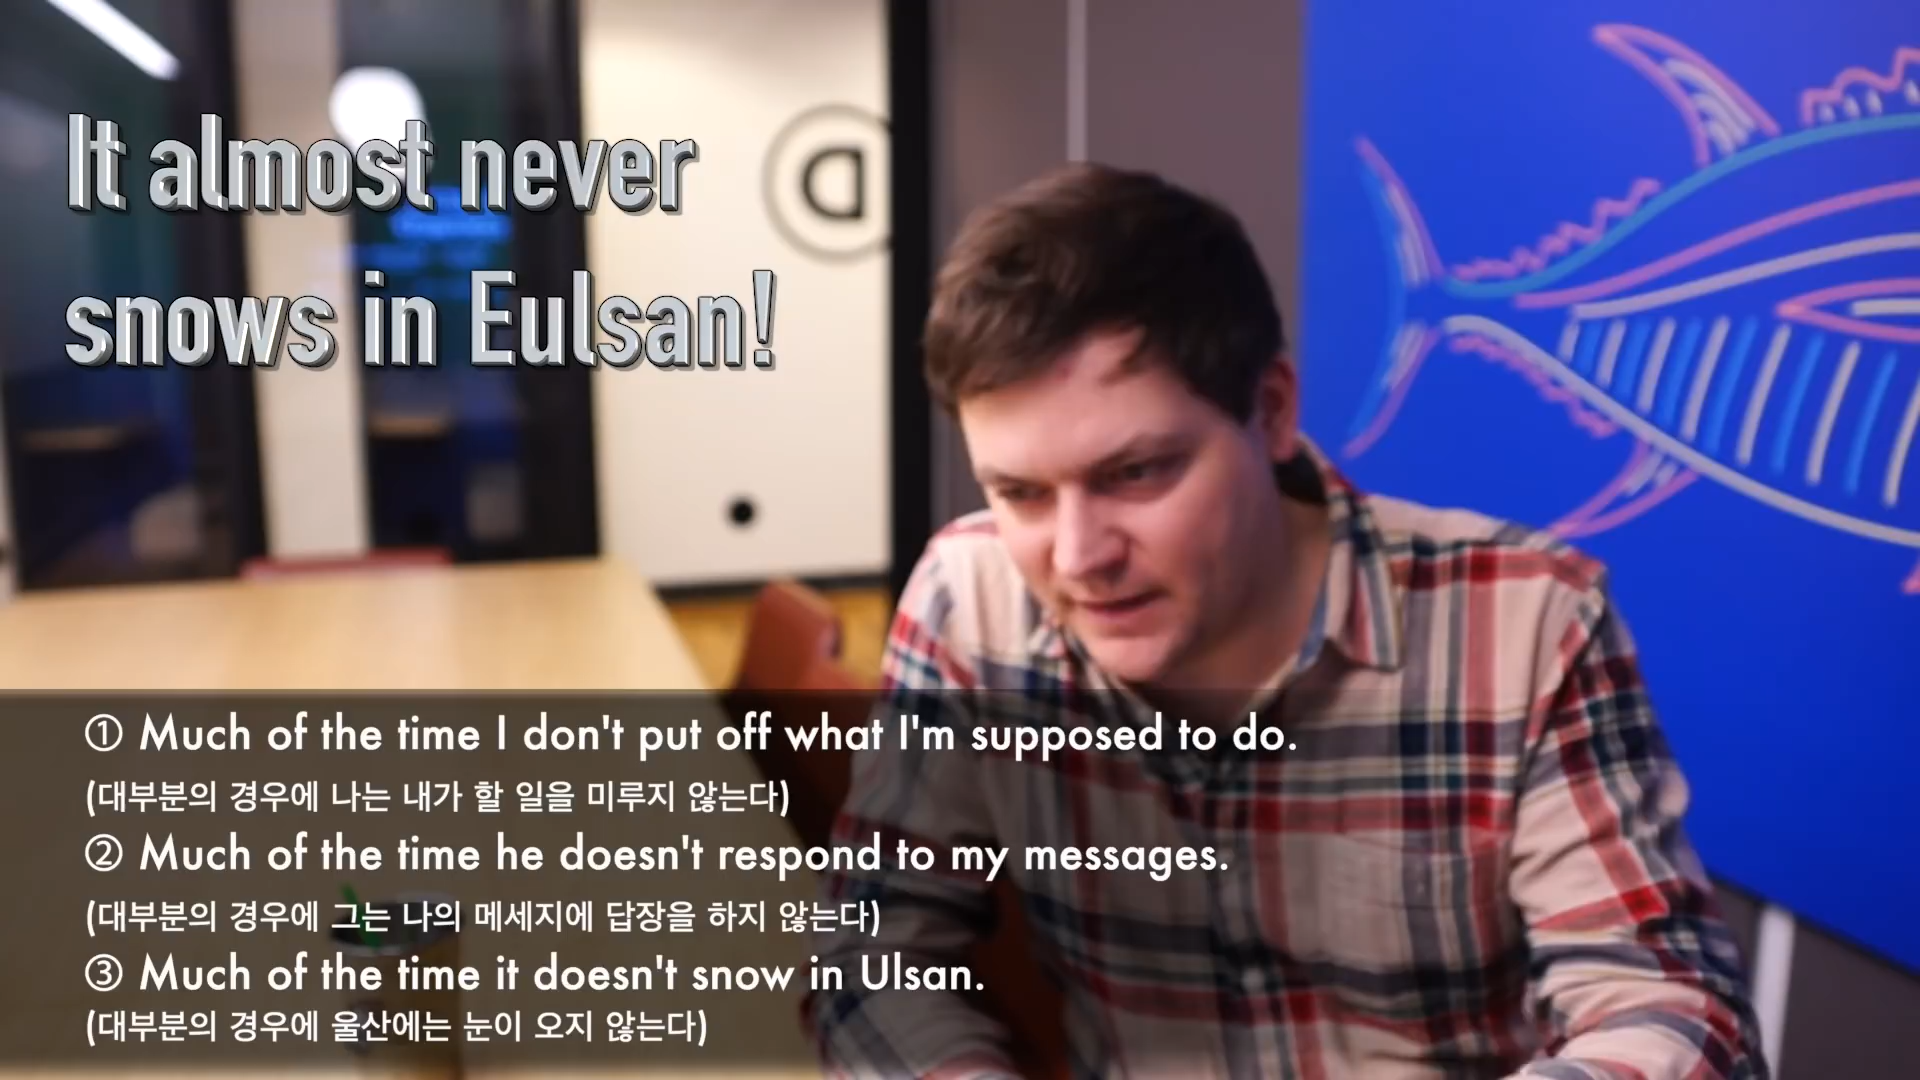 It almost never
snows in Eulsan!
① Much of the time I don't put off what I'm supposed to do.
(대부분의 경우에 나는 내가 할 일을 미루지 않는다)
② Much of the time he doesn't respond to my messages.
(대부분의 경우에 그는 나의 메세지에 답장을 하지 않는다)
③ Much of the time it doesn't snow in Ulsan.
(대부분의 경우에 울산에는 눈이 오지 않는다)